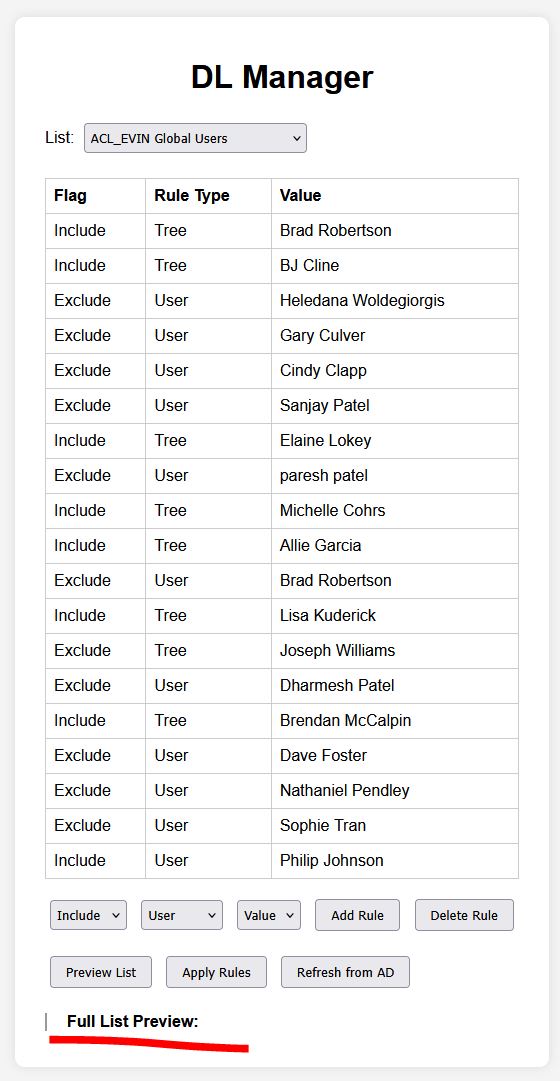 DL Manager
List: ACL_EVIN Global Users
Flag Rule Type Value
Include Tree Brad Robertson
Include Tree BJ Cline
Exclude User Heledana Woldegiorgis
Exclude User Gary Culver
Exclude User Cindy Clapp
Exclude User Sanjay Patel
Include Tree Elaine Lokey
Exclude User paresh patel
Include Tree Michelle Cohrs
Include Tree Allie Garcia
Exclude User Brad Robertson
Include Tree Lisa Kuderick
Exclude Tree Joseph Williams
Exclude User Dharmesh Patel
Include Tree Brendan McCalpin
Exclude User Dave Foster
Exclude User Nathaniel Pendley
Exclude User Sophie Tran
Include User Philip Johnson
Include User Value Add Rule Delete Rule
Preview List Apply Rules Refresh from AD
Full List Preview: